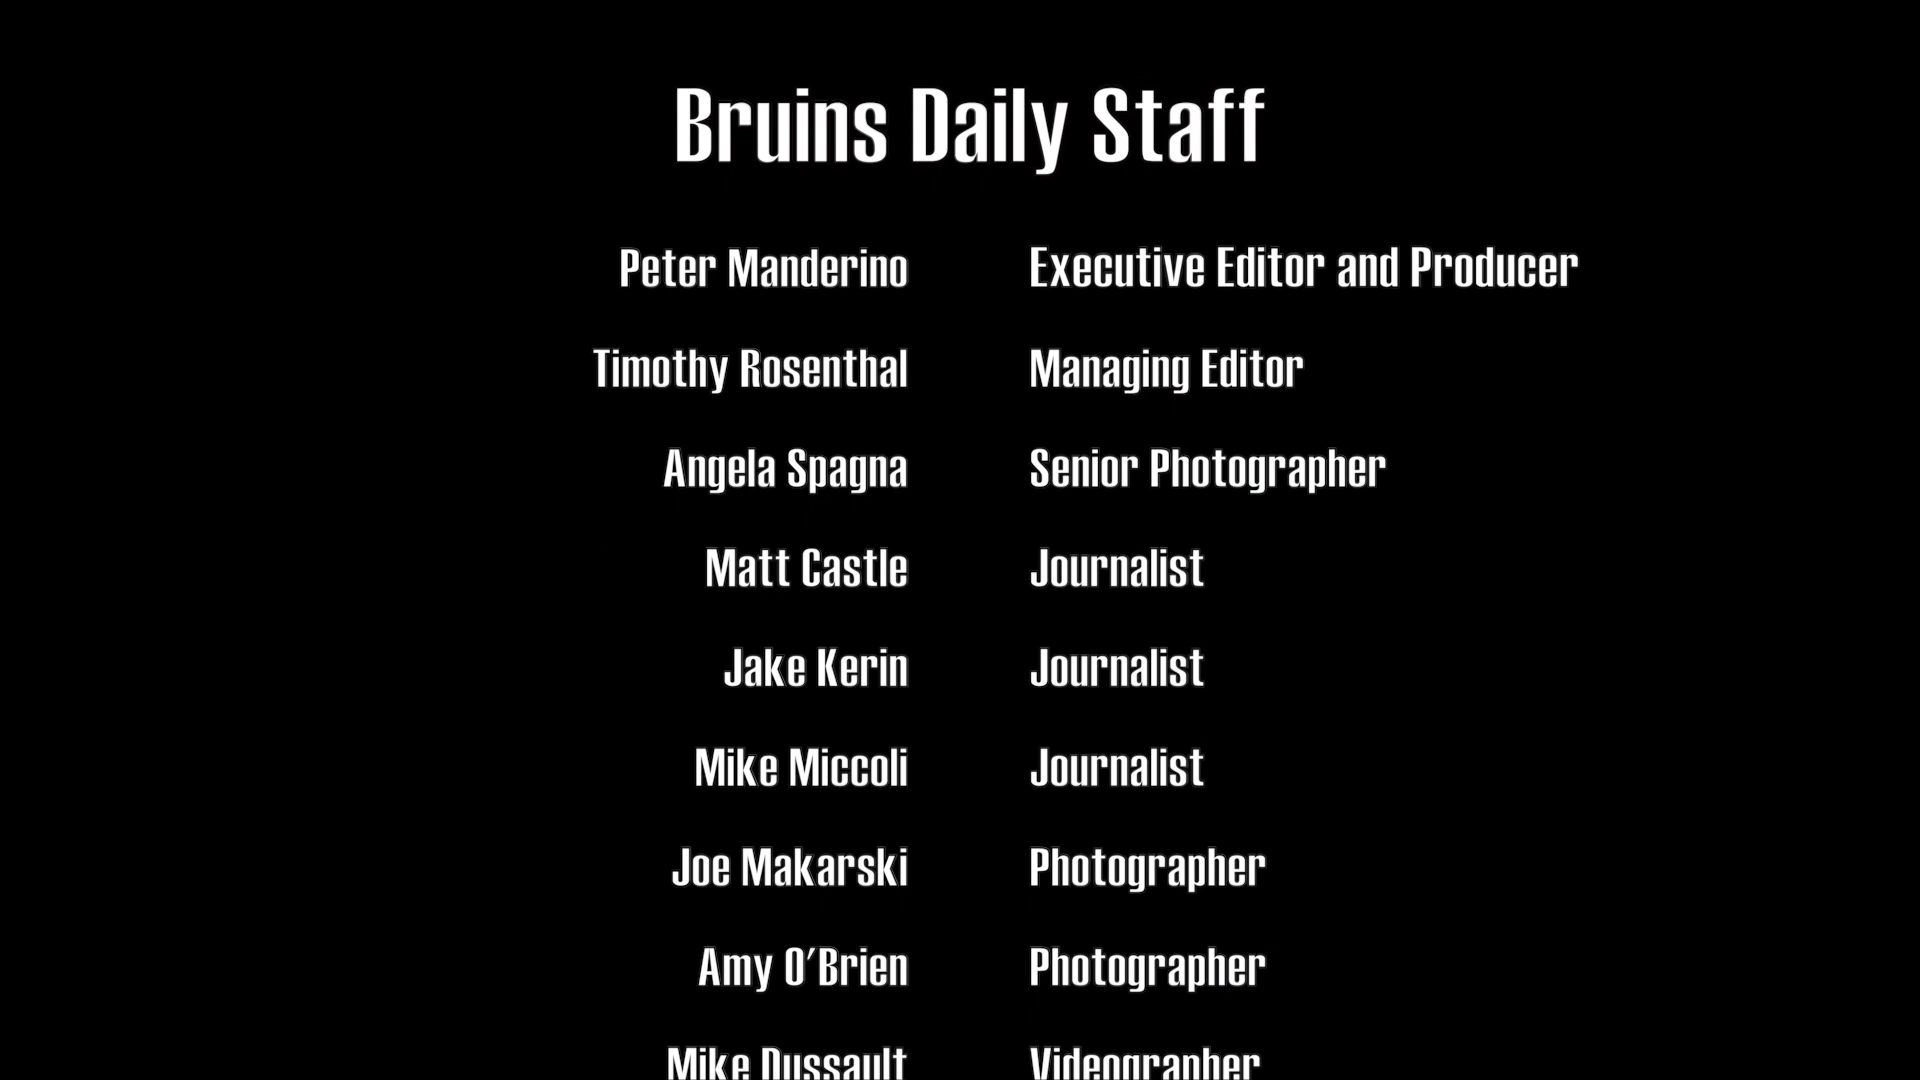 Bruins Daily Staff
Peter Manderino Executive Editor and Producer
Timothy Rosenthal Managing Editor
Angela Spagna Senior Photographer
Matt Castle Journalist
Jake Kerin Journalist
Mike Miccoli Journalist
Joe Makarski Photographer
Amy O'Brien Photographer
Mike Dussault Videographer